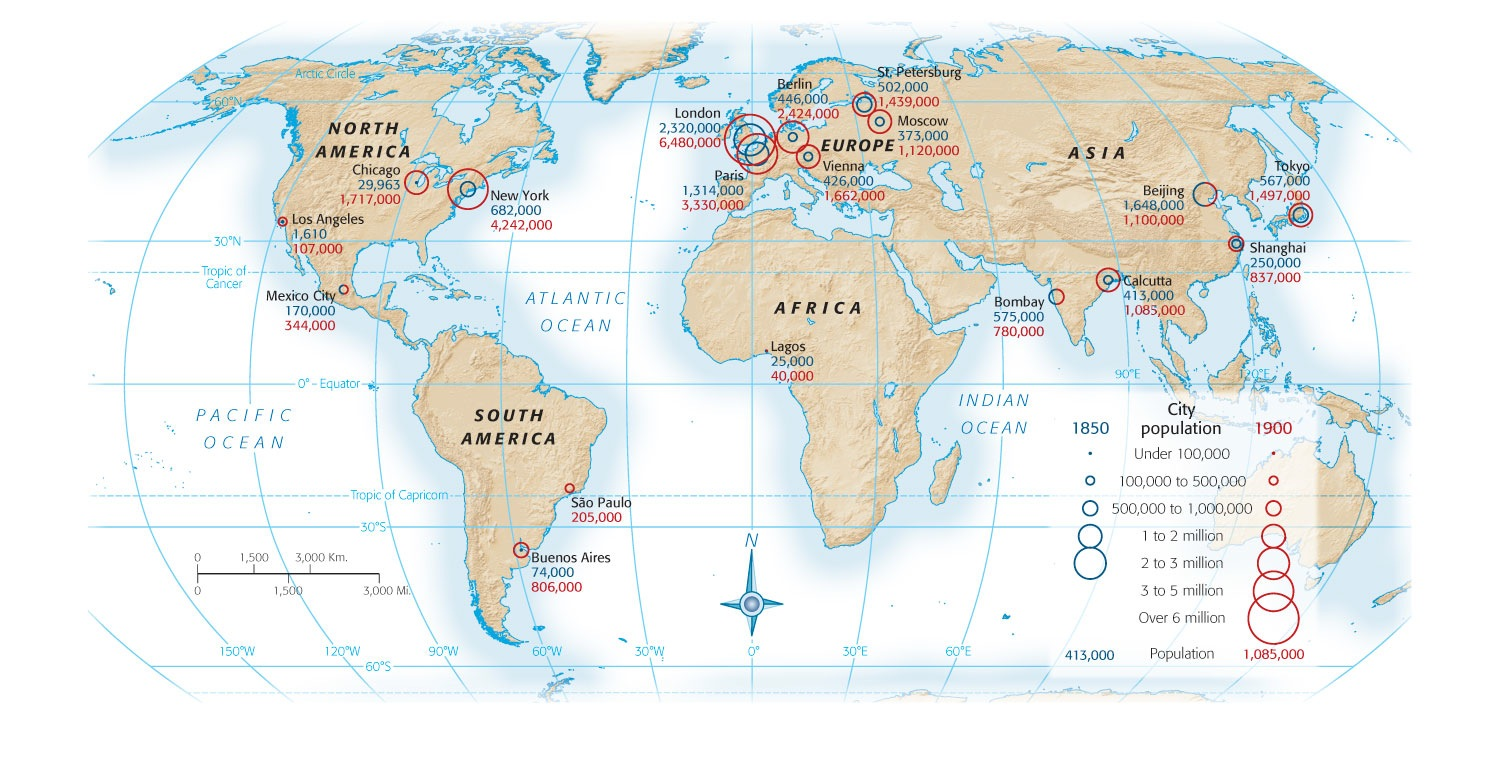 Arctic Circle
60°N
NORTH
AMERICA
Chicago
29,963
1,717,000
New York
682,000
4,242,000
Los Angeles
1,610
107,000
30°N
Tropic of
Cancer
Mexico City
170,000
344,000
ATLANTIC
OCEAN
London
2,320,000
6,480,000
Berlin
446,000
2,424,000
St. Petersburg
502,000
1,439,000
Moscow
373,000
1,120,000
EUROPE
Paris
1,314,000
3,330,000
Vienna
426,000
1,662,000
ASIA
Beijing
1,648,000
1,100,000
Tokyo
567,000
1,497,000
Shanghai
250,000
837,000
Calcutta
413,000
1,085,000
Bombay
575,000
780,000
AFRICA
Lagos
25,000
40,000
0° – Equator
90°E
20°E
PACIFIC
OCEAN
SOUTH
AMERICA
INDIAN
OCEAN
Tropic of Capricorn
São Paulo
205,000
30°S
Buenos Aires
74,000
806,000
0 1,500 3,000 Km.
0 1,500 3,000 Mi.
N
City
1850 population 1900
Under 100,000
100,000 to 500,000
500,000 to 1,000,000
1 to 2 million
2 to 3 million
3 to 5 million
Over 6 million
413,000 Population 1,085,000
150°W 120°W 90°W 60°W 30°W 0° 30°E 60°E
60°S